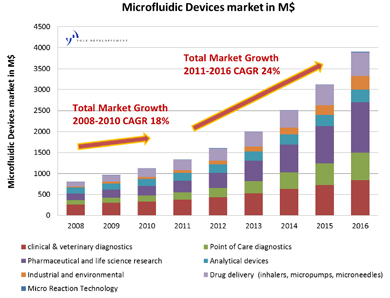 Microfluidic Devices market in M$
YOLE DEVELOPPEMENT
Microfluidic Devices market in M$
4500
4000
3500
3000
2500
2000
1500
1000
500
0
Total Market Growth
2011-2016 CAGR 24%
Total Market Growth
2008-2010 CAGR 18%
2008 2009 2010 2011 2012 2013 2014 2015 2016
clinical & veterinary diagnostics
Point of Care diagnostics
Pharmaceutical and life science research
Analytical devices
Industrial and environmental
Drug delivery (inhalers, micropumps, microneedles)
Micro Reaction Technology